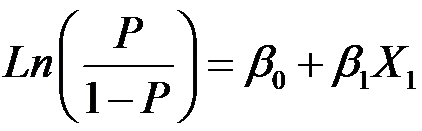 Ln(P/(1−P)) = β₀ + β₁X₁